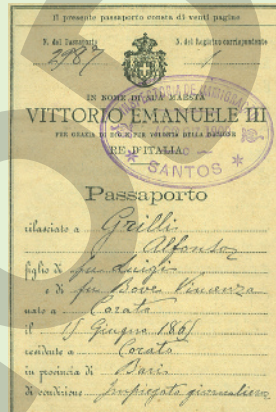 Il presente passaporto consta di venti pagine
N. del Passaporto
N. del Registro corrispondente
2987
IN NOME DI SUA MAESTÀ
VITTORIO EMANUELE III
PER GRAZIA DI DIO E PER VOLONTÀ DELLA NAZIONE
RE D'ITALIA
SANTOS
Passaporto
rilasciato a Grilli
Alfonso
figlio di fu Luigi
e di fu Bove Vincenza
nato a Corato
il 15 Giugno 1865
residente a Corato
in provincia di Bari
di condizione impiegato giornaliero